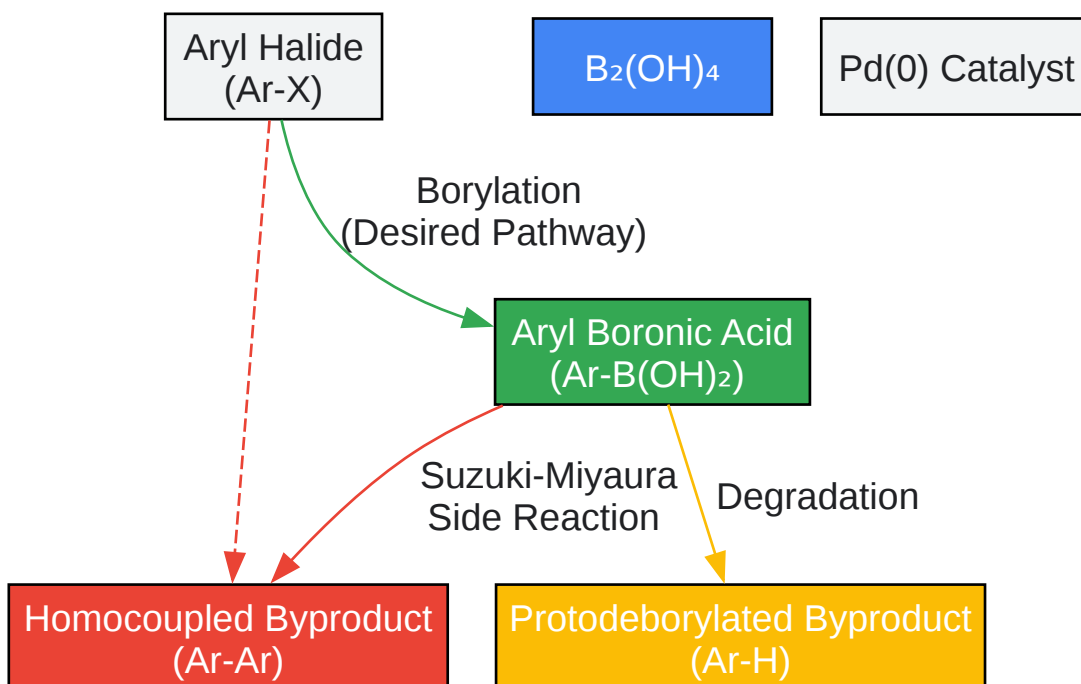 Aryl Halide
(Ar-X)
B₂(OH)₄
Pd(0) Catalyst
Borylation
(Desired Pathway)
Aryl Boronic Acid
(Ar-B(OH)₂)
Suzuki-Miyaura
Side Reaction
Degradation
Homocoupled Byproduct
(Ar-Ar)
Protodeborylated Byproduct
(Ar-H)